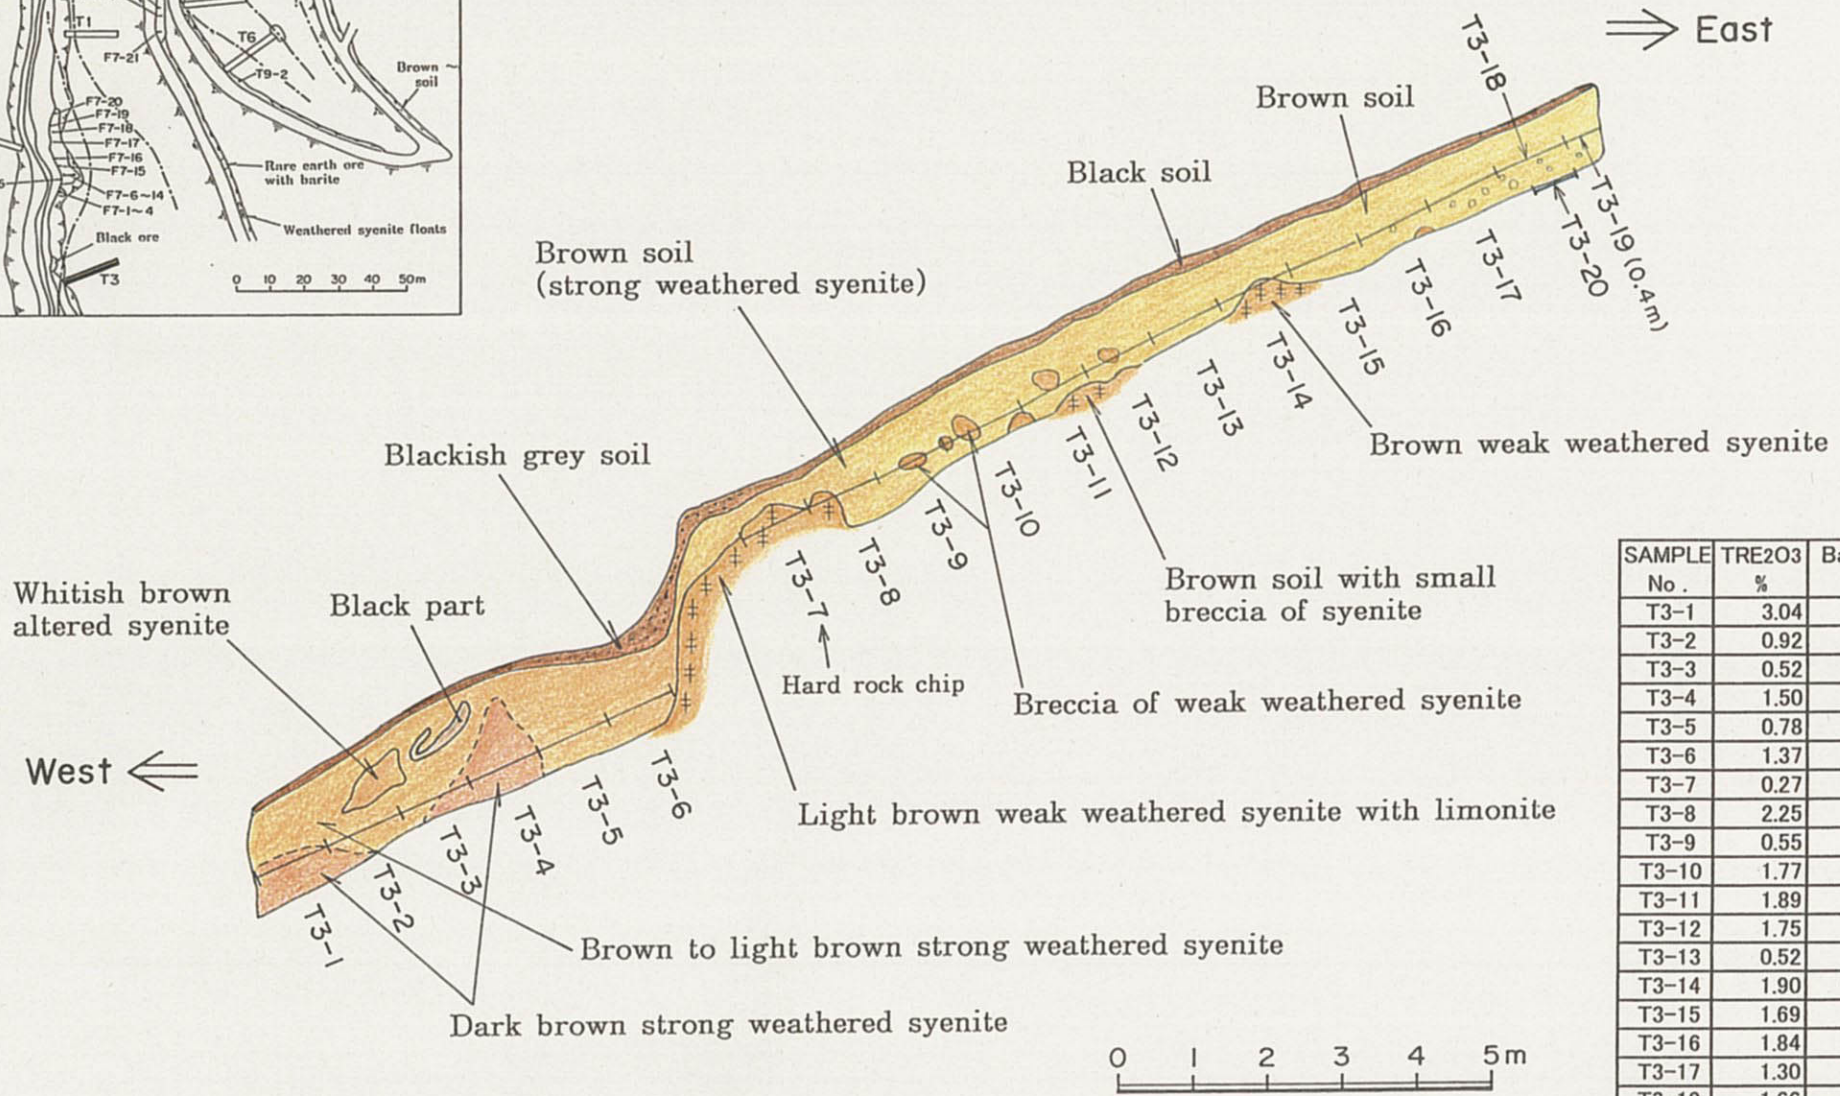 T1
F7-21
T6
T9-2
Brown
soil
F7-20
F7-19
F7-18
F7-17
F7-16
F7-15
F7-6~14
F7-1~4
Rare earth ore
with barite
Weathered syenite floats
Black ore
T3
0 10 20 30 40 50m
East
T3-18
Brown soil
Black soil
Brown soil
(strong weathered syenite)
T3-19 (0.4m)
T3-20
T3-17
T3-16
T3-15
T3-14
T3-13
T3-12
T3-11
T3-10
T3-9
T3-8
T3-7
Brown weak weathered syenite
Blackish grey soil
Brown soil with small
breccia of syenite
Whitish brown
altered syenite
Black part
Hard rock chip
Breccia of weak weathered syenite
West
T3-6
T3-5
T3-4
T3-3
T3-2
T3-1
Light brown weak weathered syenite with limonite
Brown to light brown strong weathered syenite
Dark brown strong weathered syenite
0 1 2 3 4 5m
SAMPLE TRE2O3
No. %
T3-1 3.04
T3-2 0.92
T3-3 0.52
T3-4 1.50
T3-5 0.78
T3-6 1.37
T3-7 0.27
T3-8 2.25
T3-9 0.55
T3-10 1.77
T3-11 1.89
T3-12 1.75
T3-13 0.52
T3-14 1.90
T3-15 1.69
T3-16 1.84
T3-17 1.30